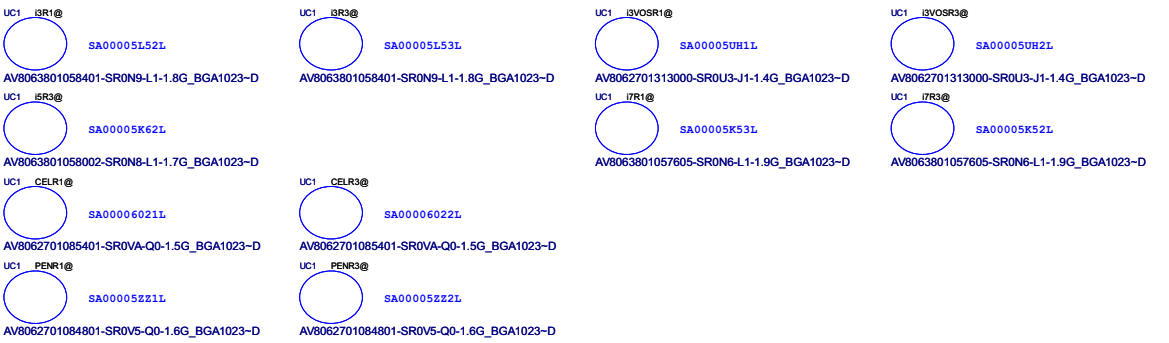 UC1 i3R1@ UC1 i3R3@ UC1 i3VOSR1@ UC1 i3VOSR3@
SA00005L52L SA00005L53L SA00005UH1L SA00005UH2L
AV8063801058401-SR0N9-L1-1.8G_BGA1023~D AV8063801058401-SR0N9-L1-1.8G_BGA1023~D AV8062701313000-SR0U3-J1-1.4G_BGA1023~D AV8062701313000-SR0U3-J1-1.4G_BGA1023~D
UC1 i5R3@ UC1 i7R1@ UC1 i7R3@
SA00005K62L SA00005K53L SA00005K52L
AV8063801058002-SR0N8-L1-1.7G_BGA1023~D AV8063801057605-SR0N6-L1-1.9G_BGA1023~D AV8063801057605-SR0N6-L1-1.9G_BGA1023~D
UC1 CELR1@ UC1 CELR3@
SA00006021L SA00006022L
AV8062701085401-SR0VA-Q0-1.5G_BGA1023~D AV8062701085401-SR0VA-Q0-1.5G_BGA1023~D
UC1 PENR1@ UC1 PENR3@
SA00005ZZ1L SA00005ZZ2L
AV8062701084801-SR0V5-Q0-1.6G_BGA1023~D AV8062701084801-SR0V5-Q0-1.6G_BGA1023~D